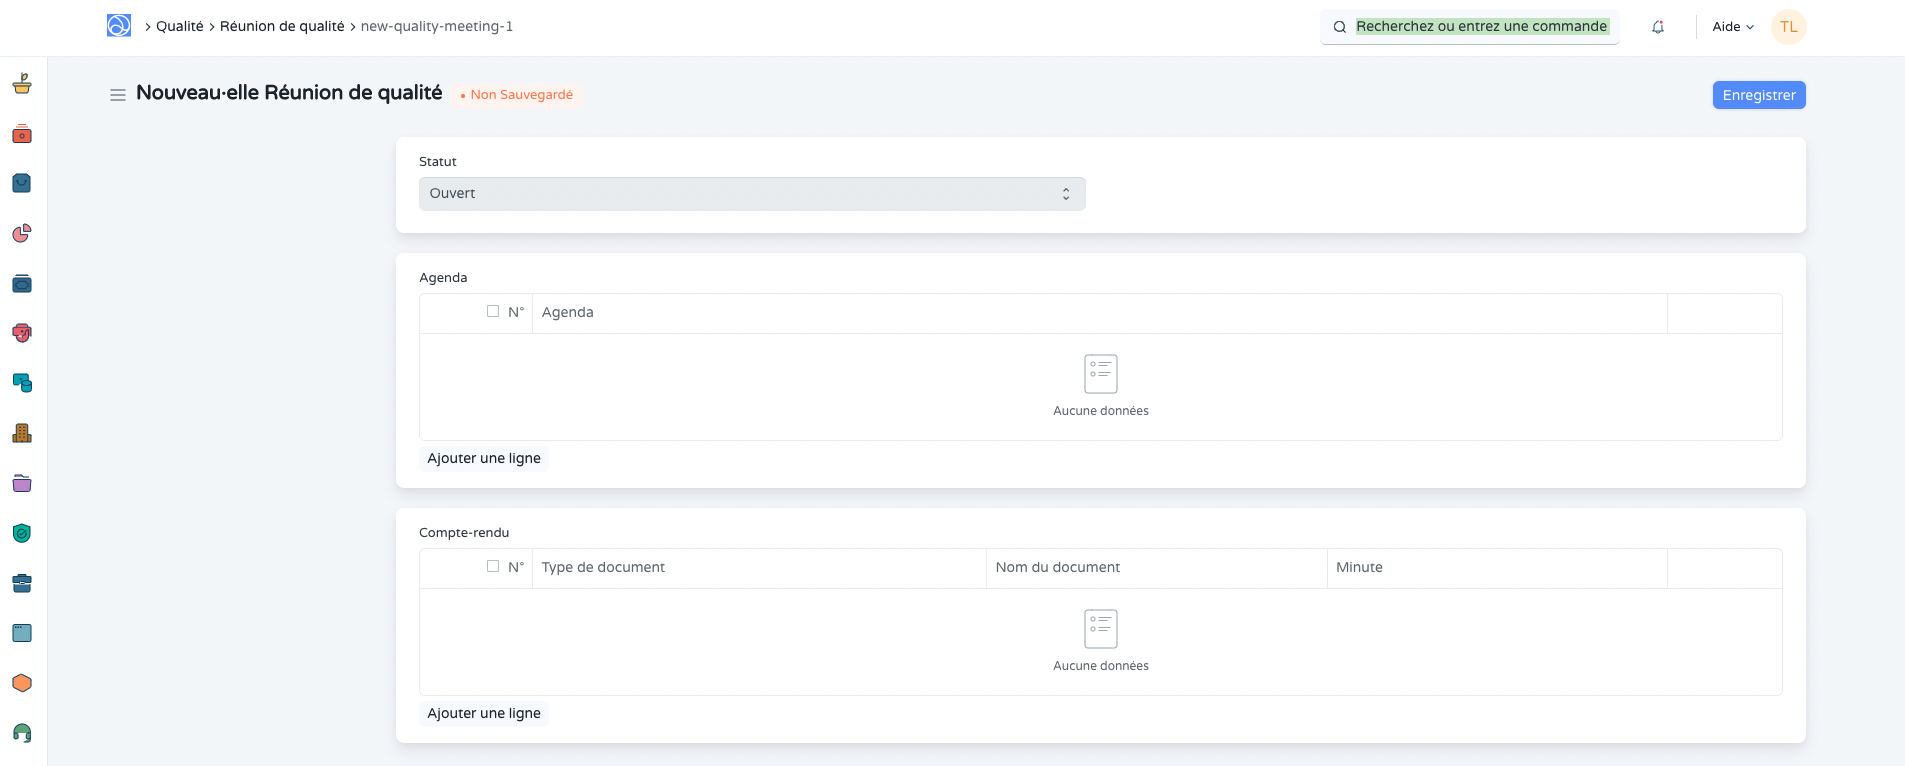 Qualité Réunion de qualité new-quality-meeting-1 Recherchez ou entrez une commande Aide TL
Nouveau·elle Réunion de qualité Non Sauvegardé Enregistrer
Statut
Ouvert
Agenda
N° Agenda
Aucune données
Ajouter une ligne
Compte-rendu
N° Type de document Nom du document Minute
Aucune données
Ajouter une ligne